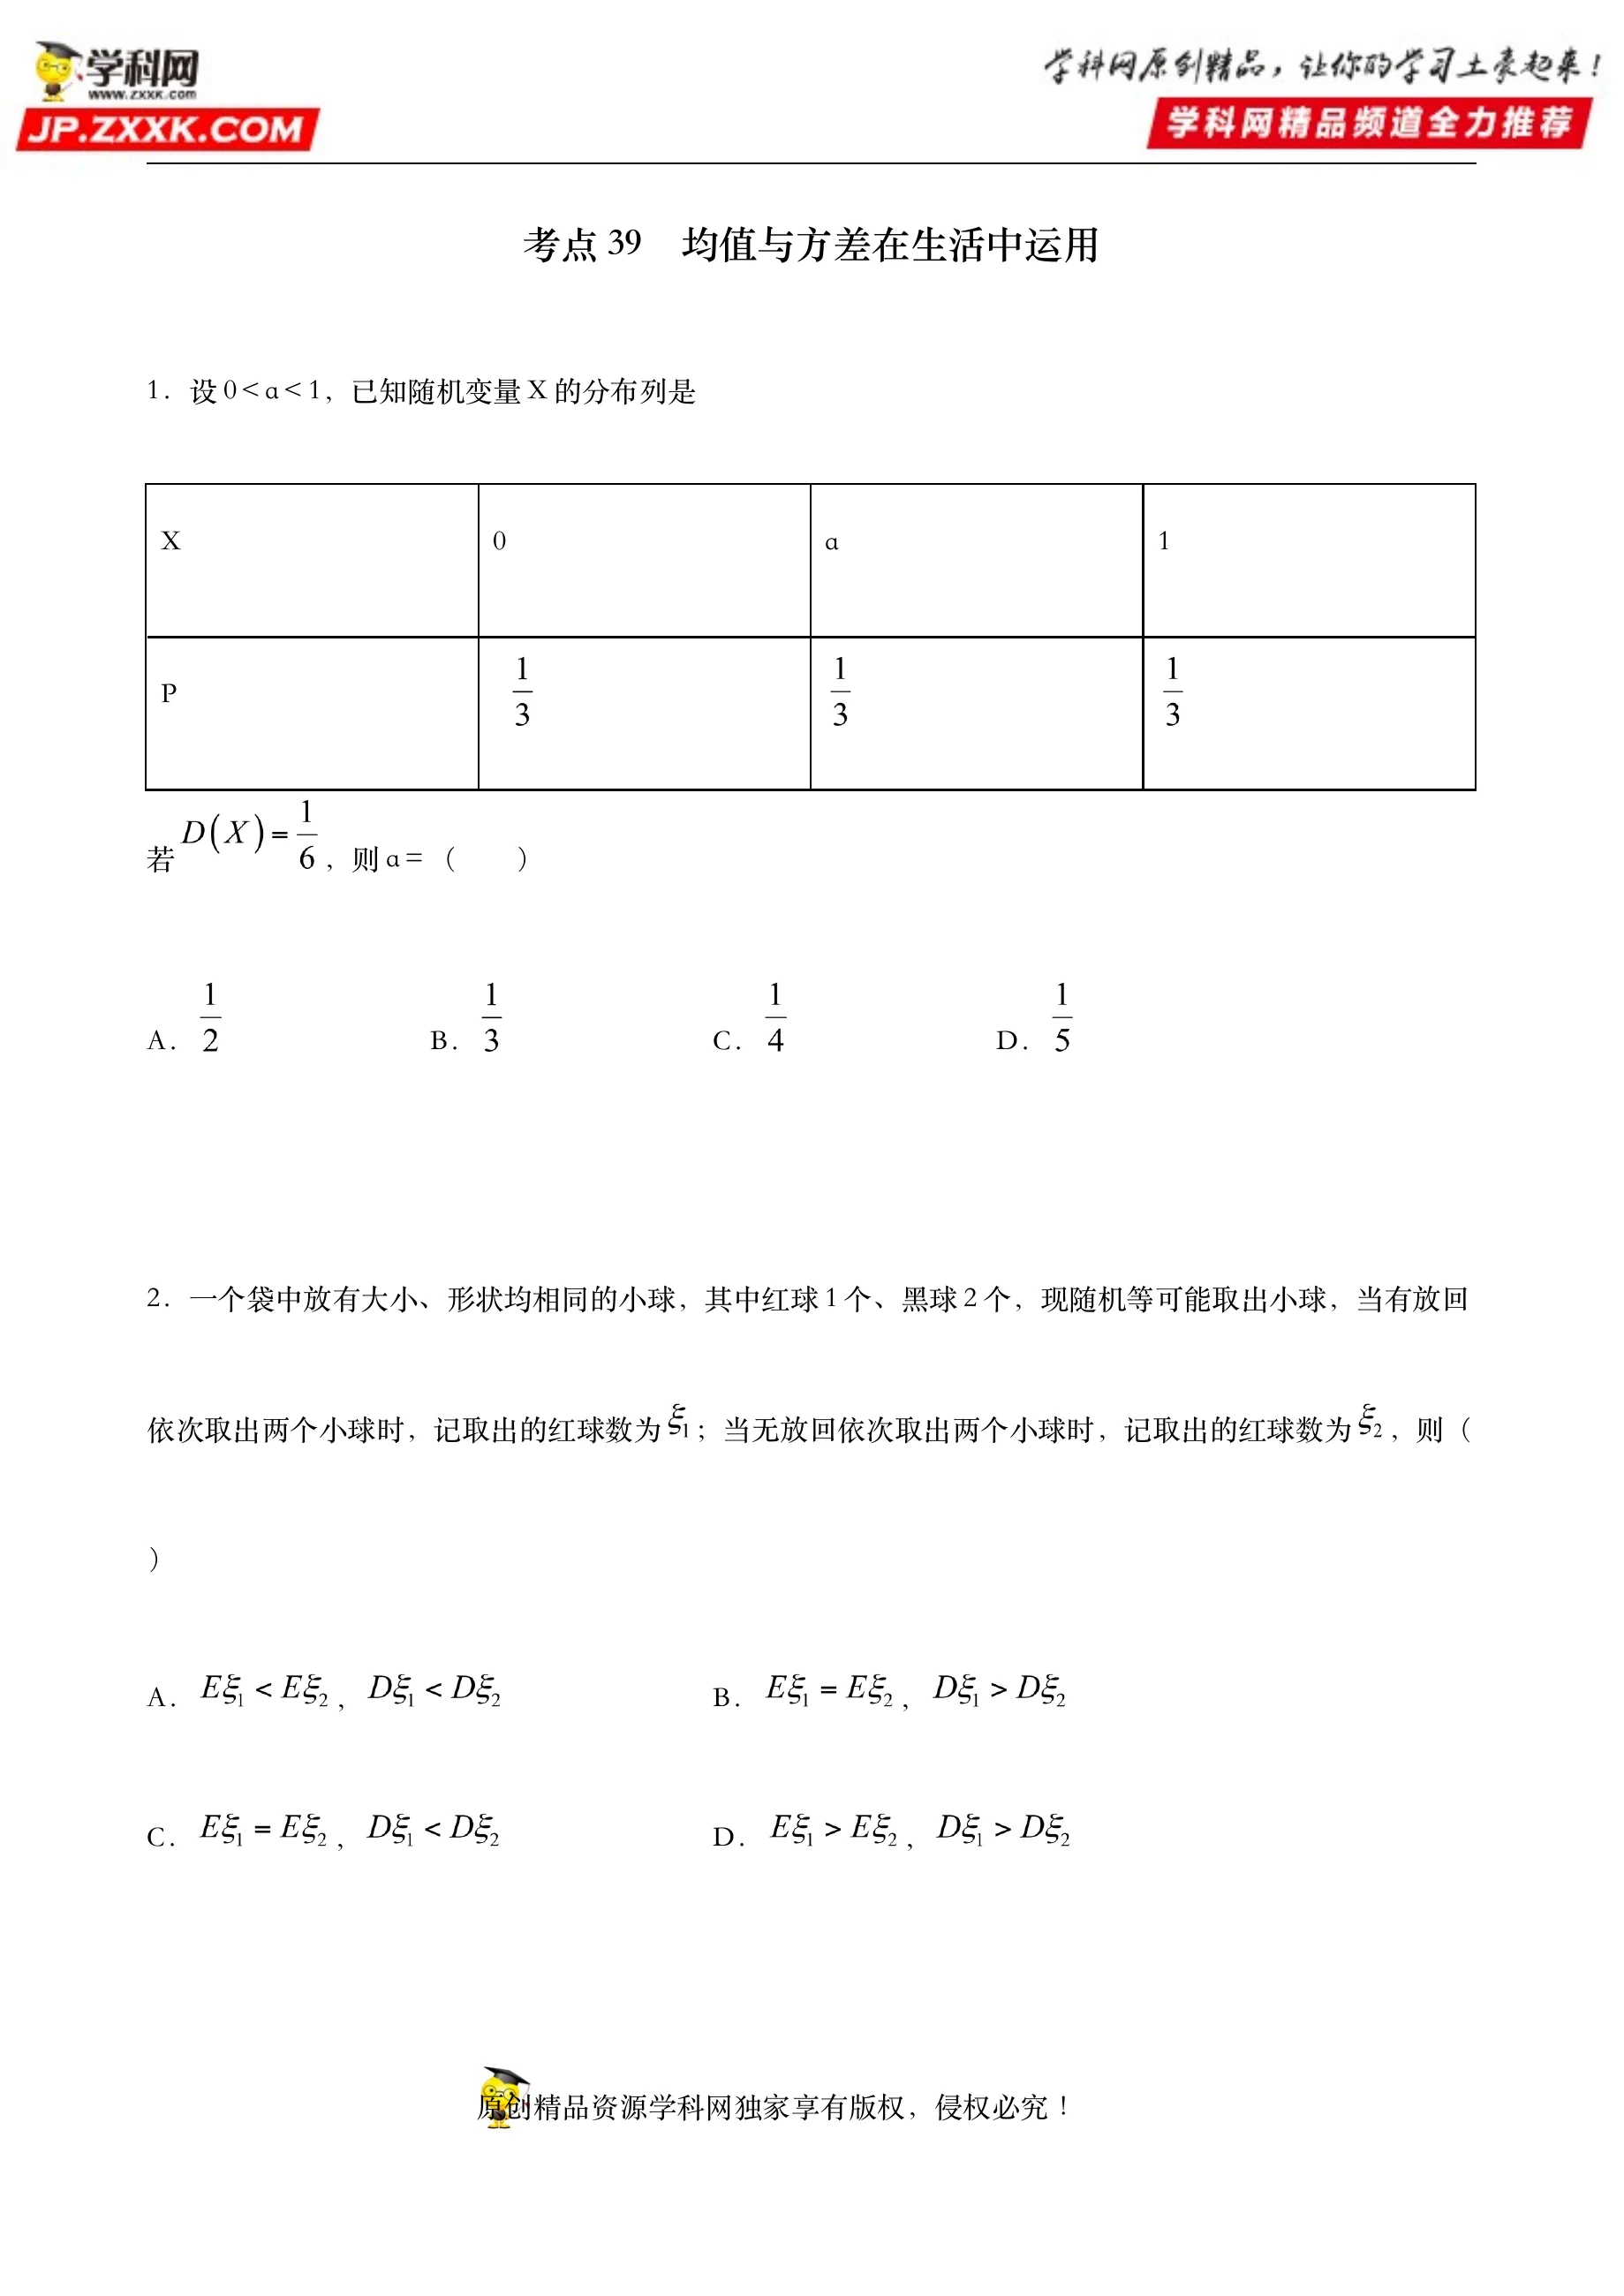 学科网
www.zxxk.com
JP.ZXXK.COM
学科网原创精品，让你的学习土豪起来！
学科网精品频道全力推荐
考点 39　均值与方差在生活中运用
1．设 0＜a＜1，已知随机变量 X 的分布列是
X 0 a 1
P 1/3 1/3 1/3
若 D(X)=1/6，则 a＝（　　）
A．1/2 B．1/3 C．1/4 D．1/5
2．一个袋中放有大小、形状均相同的小球，其中红球 1 个、黑球 2 个，现随机等可能取出小球，当有放回
依次取出两个小球时，记取出的红球数为 ξ₁；当无放回依次取出两个小球时，记取出的红球数为 ξ₂，则（
）
A．Eξ₁ < Eξ₂，Dξ₁ < Dξ₂ B．Eξ₁ = Eξ₂，Dξ₁ > Dξ₂
C．Eξ₁ = Eξ₂，Dξ₁ < Dξ₂ D．Eξ₁ > Eξ₂，Dξ₁ > Dξ₂
原创精品资源学科网独家享有版权，侵权必究！